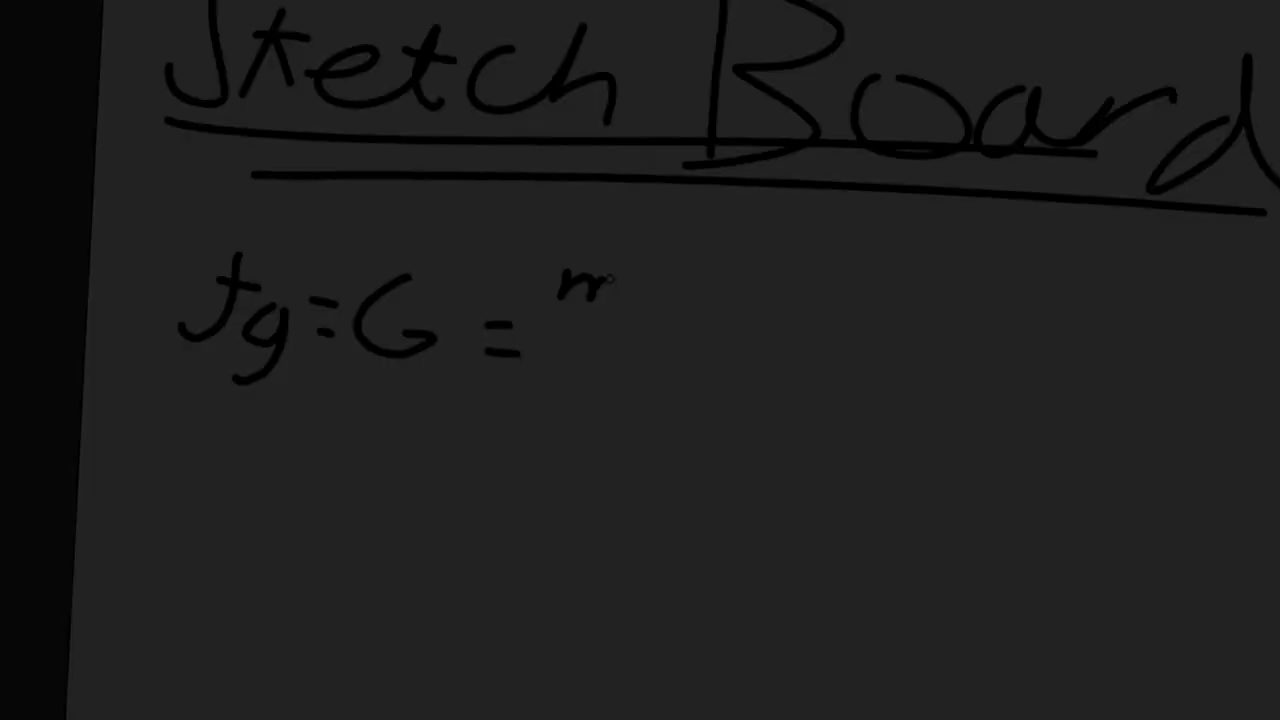 Sketch Board
fg = G = m